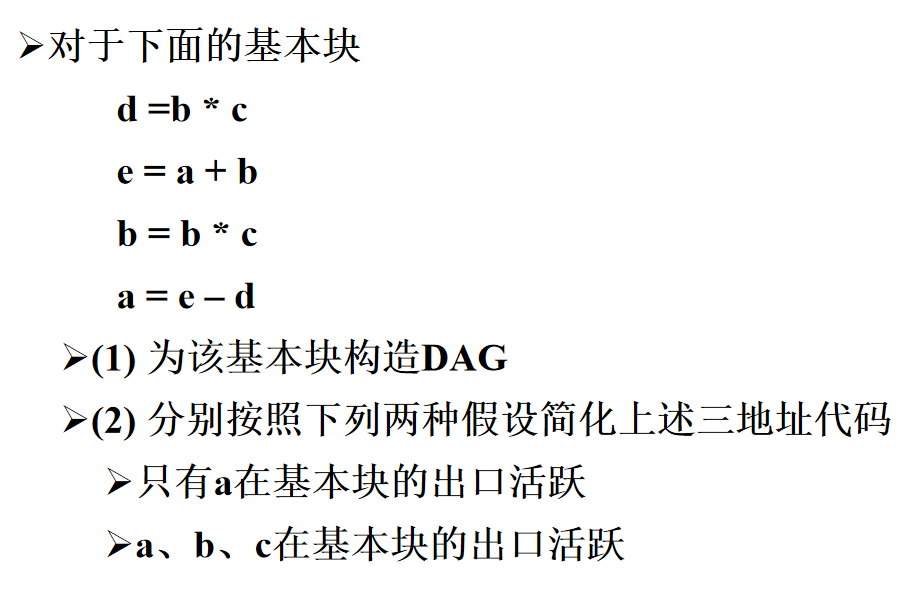 ➢对于下面的基本块
d =b * c
e = a + b
b = b * c
a = e – d
➢(1) 为该基本块构造DAG
➢(2) 分别按照下列两种假设简化上述三地址代码
➢只有a在基本块的出口活跃
➢a、b、c在基本块的出口活跃